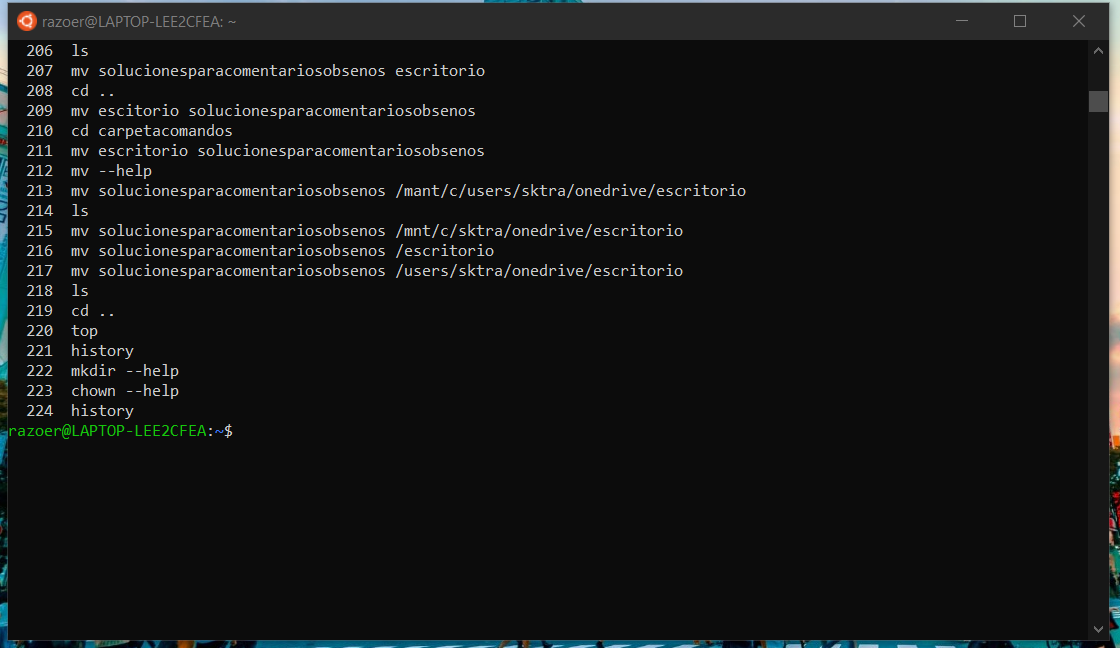 razoer@LAPTOP-LEE2CFEA: ~
206 ls
207 mv solucionesparacomentariosobsenos escritorio
208 cd ..
209 mv escitorio solucionesparacomentariosobsenos
210 cd carpetacomandos
211 mv escritorio solucionesparacomentariosobsenos
212 mv --help
213 mv solucionesparacomentariosobsenos /mant/c/users/sktra/onedrive/escritorio
214 ls
215 mv solucionesparacomentariosobsenos /mnt/c/sktra/onedrive/escritorio
216 mv solucionesparacomentariosobsenos /escritorio
217 mv solucionesparacomentariosobsenos /users/sktra/onedrive/escritorio
218 ls
219 cd ..
220 top
221 history
222 mkdir --help
223 chown --help
224 history
razoer@LAPTOP-LEE2CFEA:~$